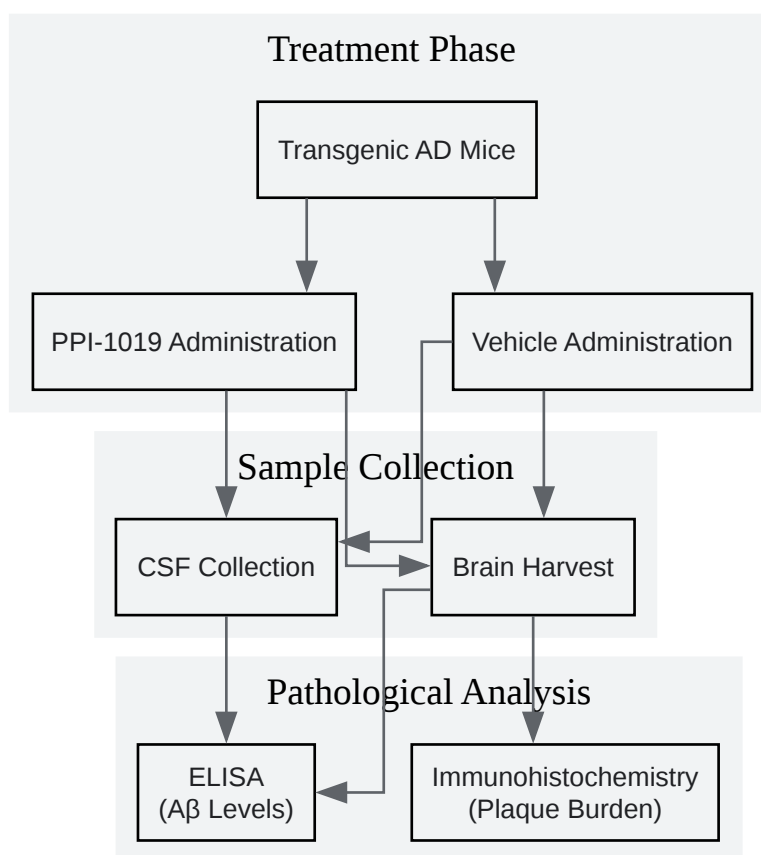 Treatment Phase
Transgenic AD Mice
PPI-1019 Administration
Vehicle Administration
Sample Collection
CSF Collection
Brain Harvest
Pathological Analysis
ELISA
(Aβ Levels)
Immunohistochemistry
(Plaque Burden)